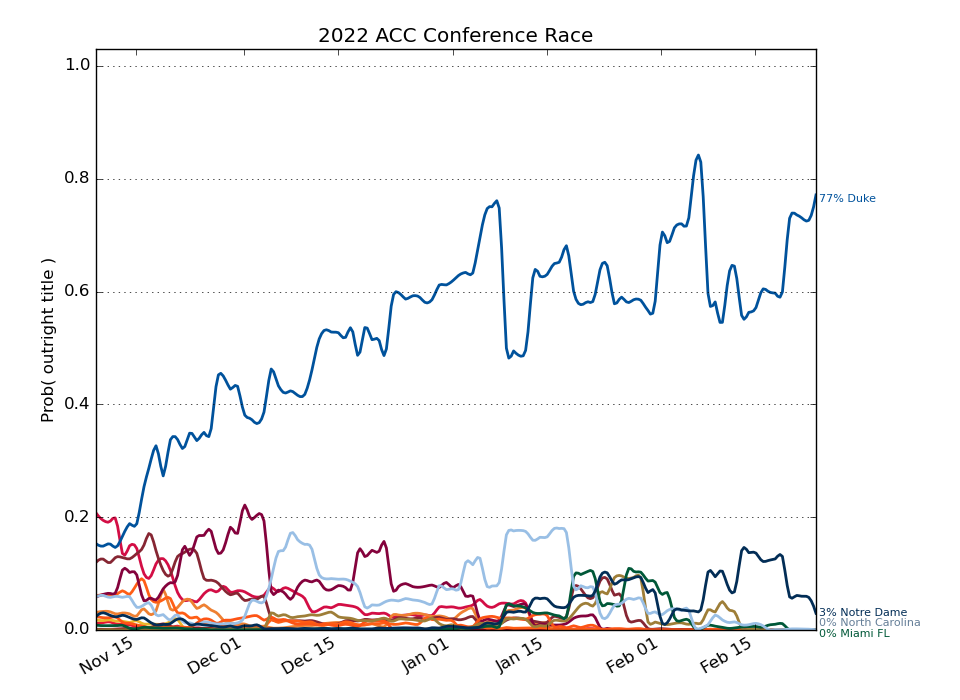 2022 ACC Conference Race
Prob( outright title )
1.0
0.8
0.6
0.4
0.2
0.0
Nov 15
Dec 01
Dec 15
Jan 01
Jan 15
Feb 01
Feb 15
77% Duke
3% Notre Dame
0% North Carolina
0% Miami FL